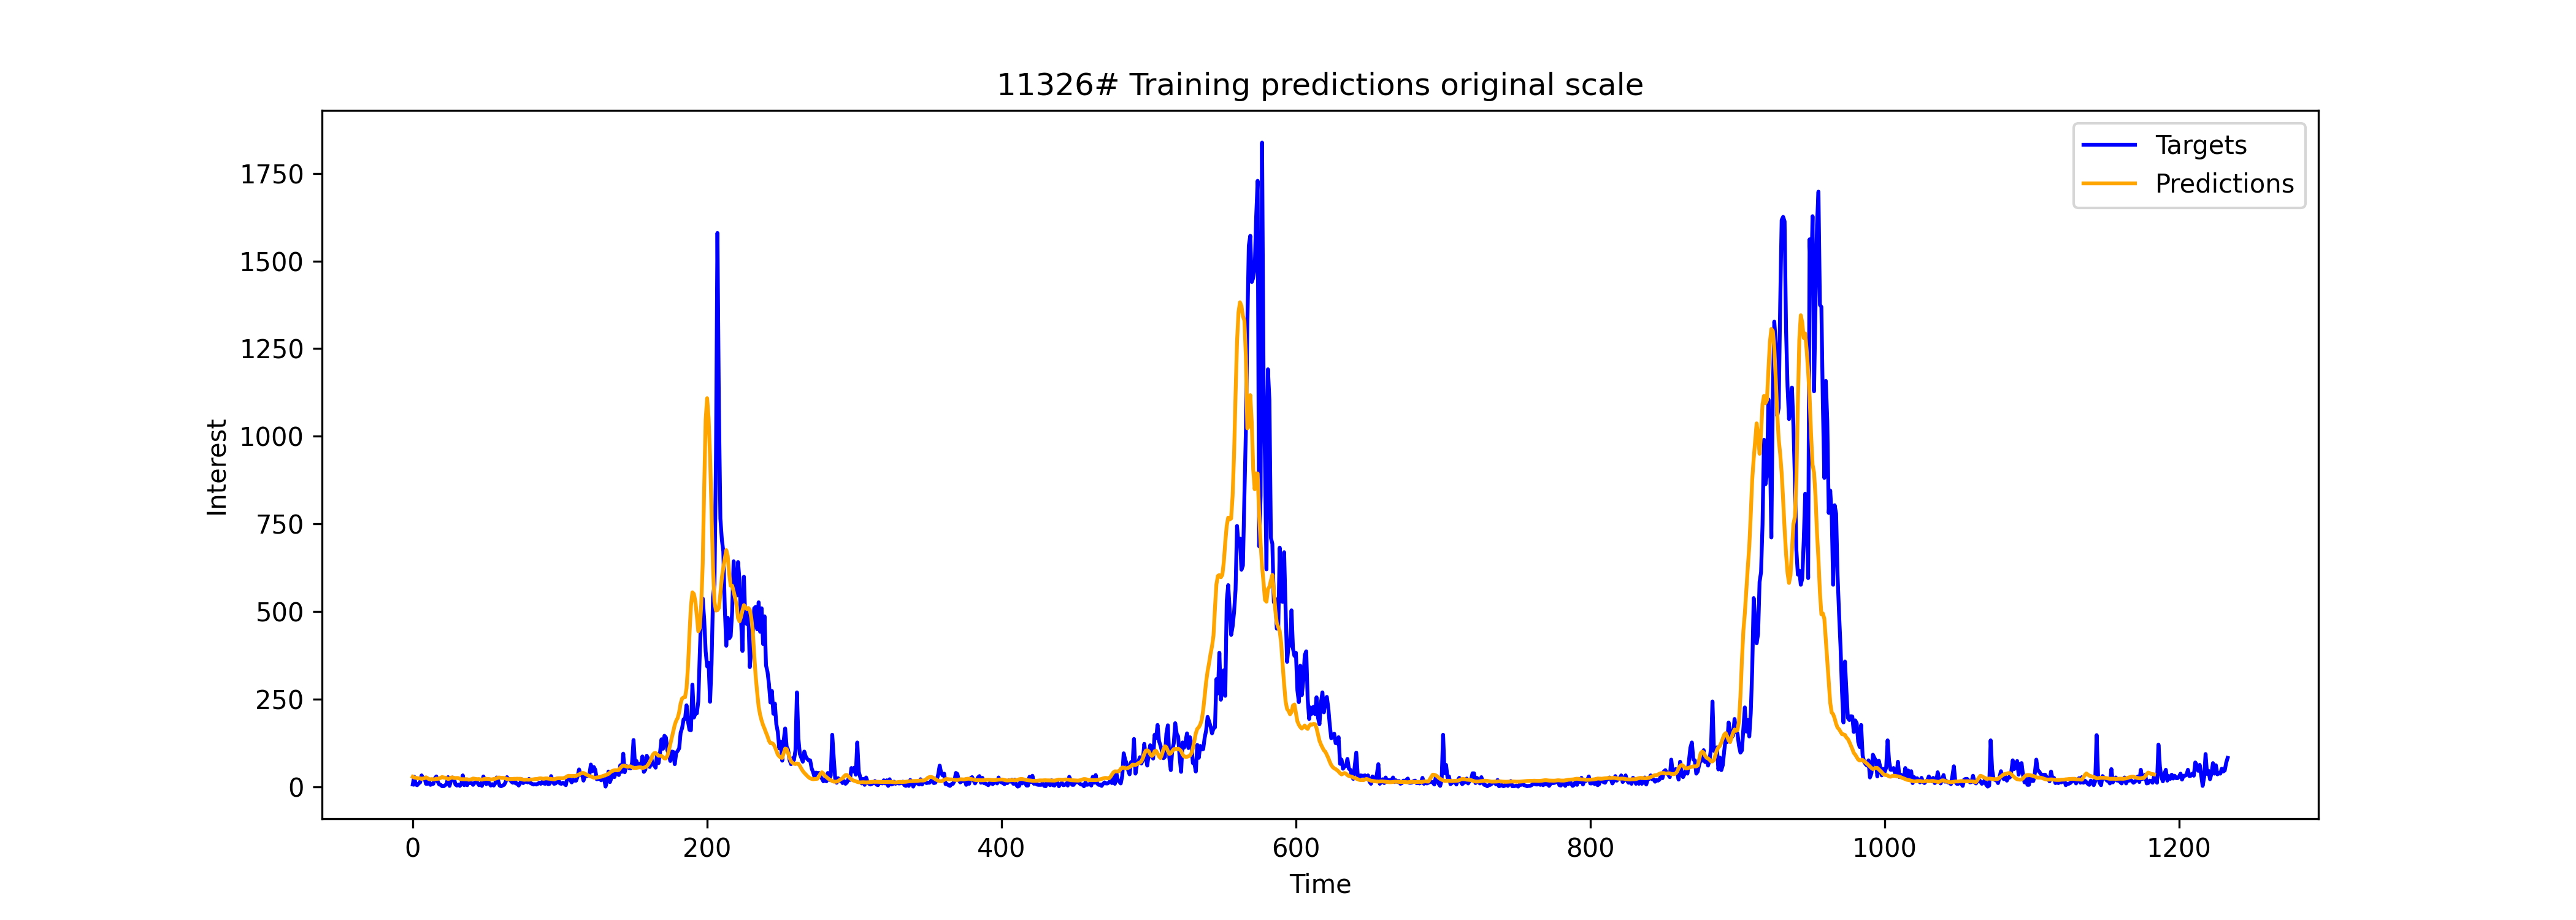 11326# Training predictions original scale
Targets
Predictions
1750
1500
1250
1000
750
500
250
0
Interest
0 200 400 600 800 1000 1200
Time